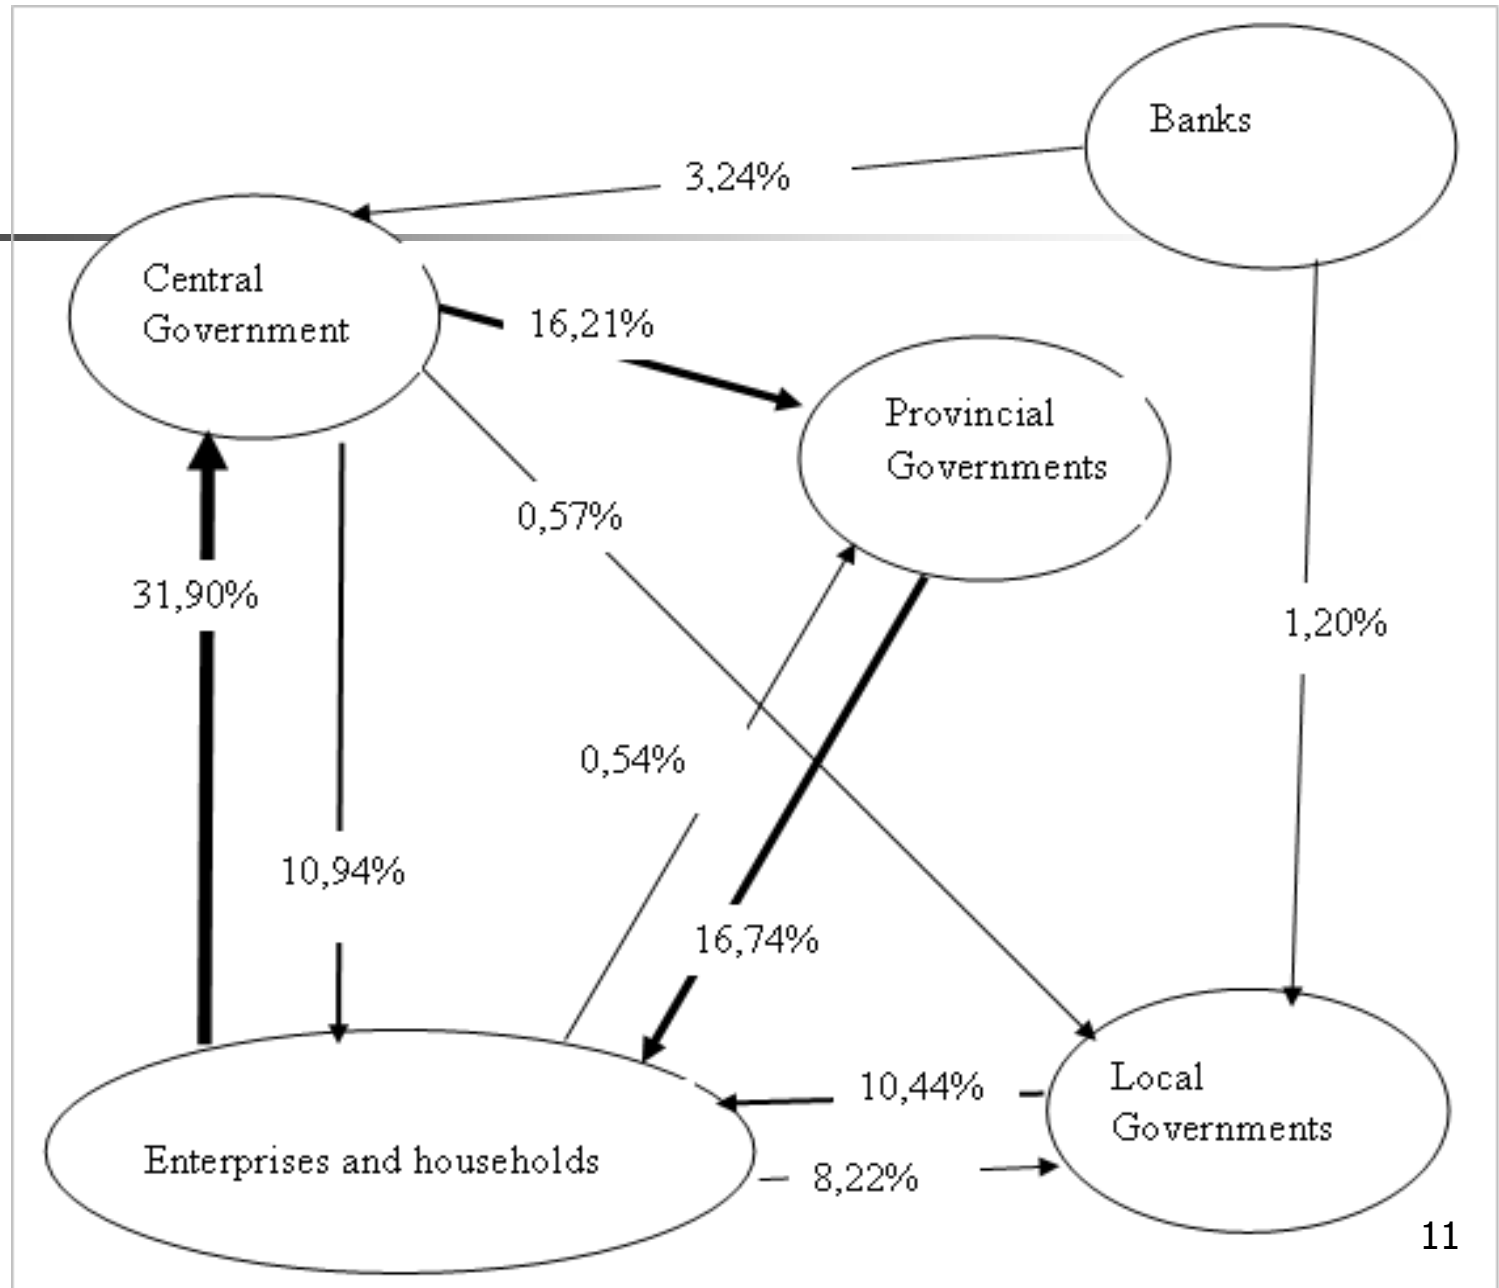 Banks
3,24%
Central
Government
16,21%
Provincial
Governments
0,57%
31,90%
1,20%
0,54%
10,94%
16,74%
10,44%
Local
Governments
Enterprises and households
8,22%
11